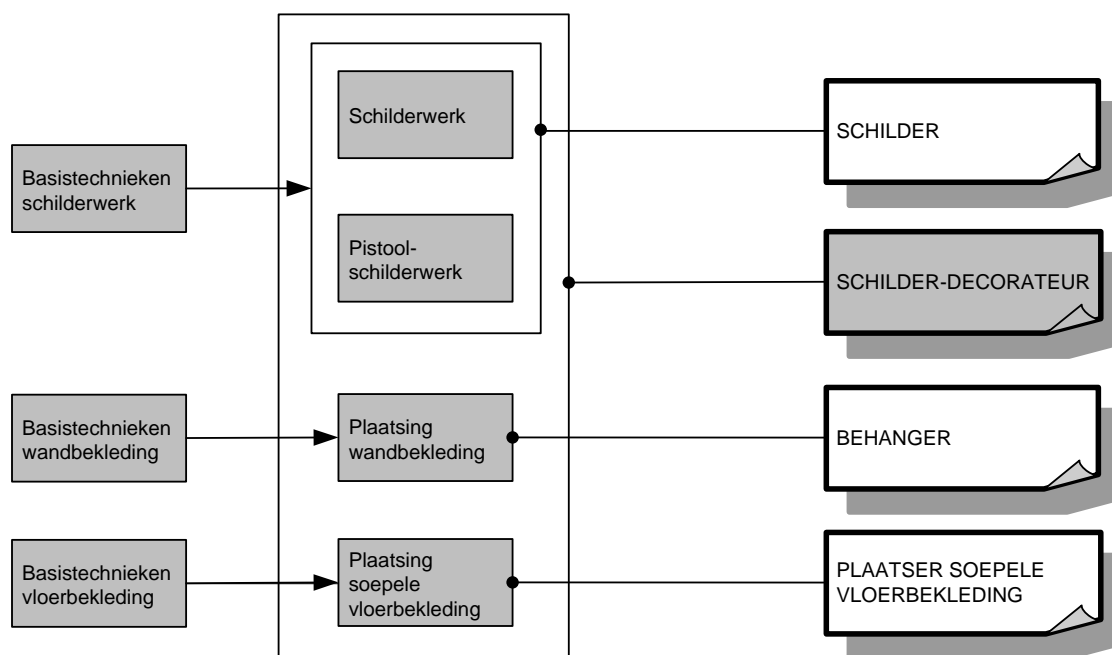 Schilderwerk
SCHILDER
Basistechnieken
schilderwerk
Pistool-
schilderwerk
SCHILDER-DECORATEUR
Basistechnieken
wandbekleding
Plaatsing
wandbekleding
BEHANGER
Basistechnieken
vloerbekleding
Plaatsing
soepele
vloerbekleding
PLAATSER SOEPELE
VLOERBEKLEDING